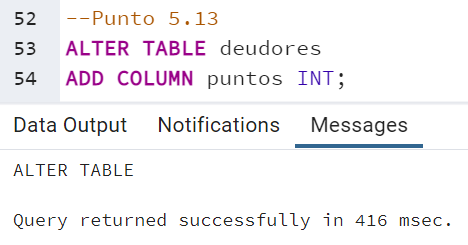 52 --Punto 5.13
53 ALTER TABLE deudores
54 ADD COLUMN puntos INT;
Data Output Notifications Messages
ALTER TABLE
Query returned successfully in 416 msec.